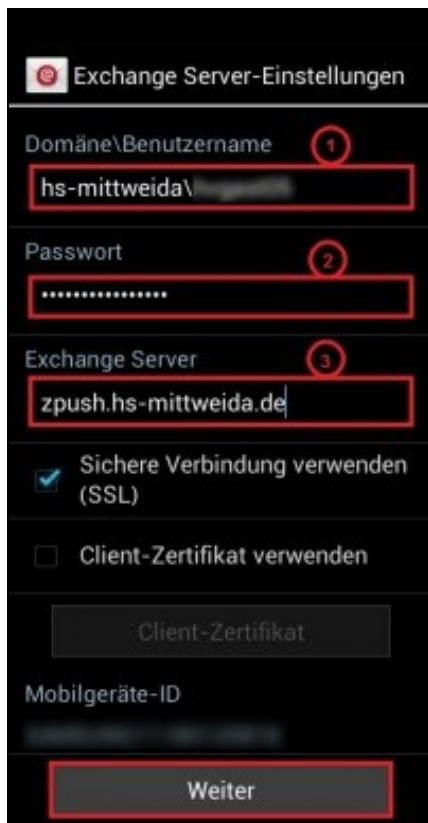 Exchange Server-Einstellungen
Domäne\Benutzername
1
hs-mittweida\
Passwort
2
••••••••••••••••
Exchange Server
3
zpush.hs-mittweida.de
Sichere Verbindung verwenden
(SSL)
Client-Zertifikat verwenden
Client-Zertifikat
Mobilgeräte-ID
Weiter